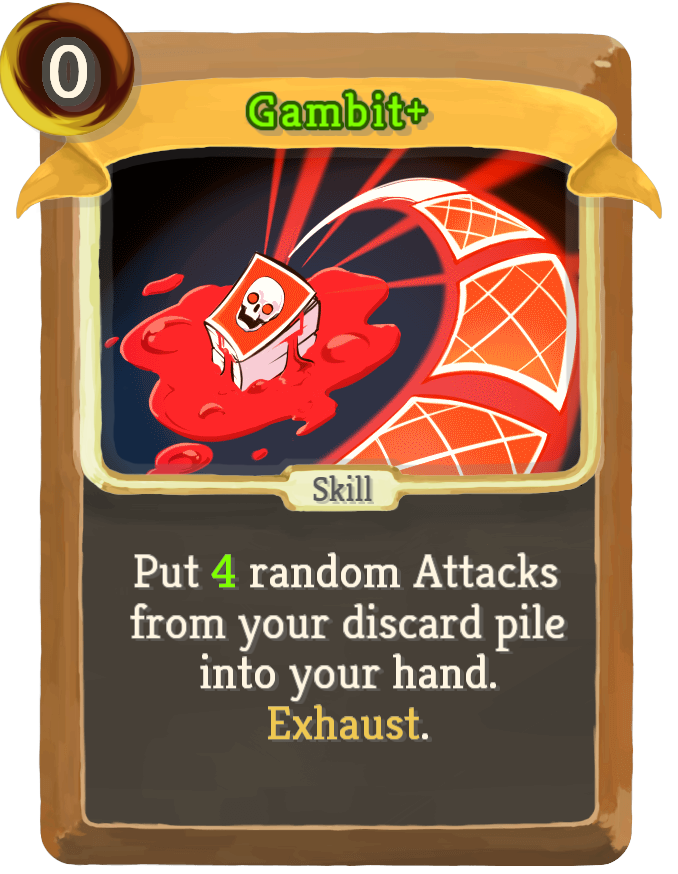 0
Gambit+
Skill
Put 4 random Attacks
from your discard pile
into your hand.
Exhaust.